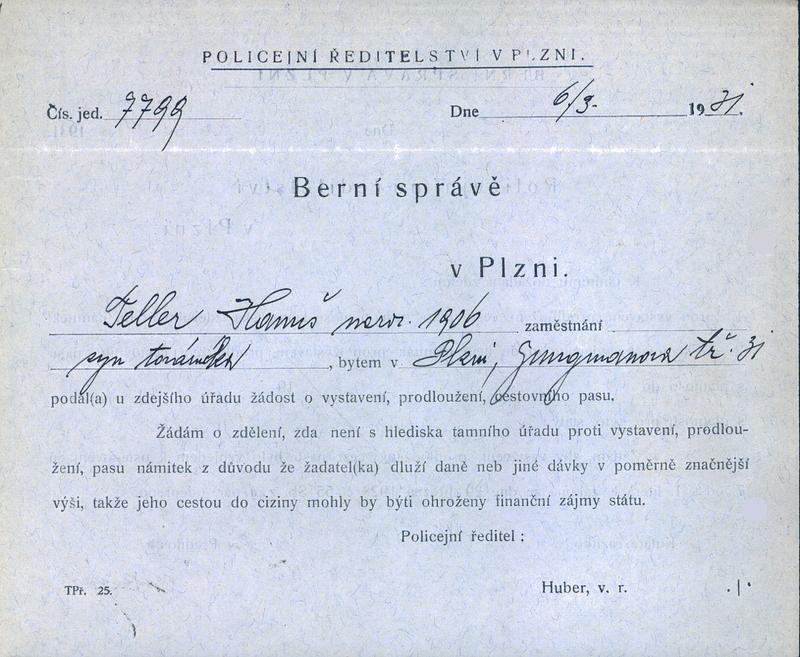 POLICEJNÍ ŘEDITELSTVÍ V PLZNI.
Čís. jed. 7799 Dne 6/3. 1931.
Berní správě
v Plzni.
Teller Hanuš naroz. 1906 zaměstnání
syn továrníka, bytem v Plzni, Jungmanova tř. 31
podal(a) u zdejšího úřadu žádost o vystavení, prodloužení, cestovního pasu.
Žádám o zdělení, zda není s hlediska tamního úřadu proti vystavení, prodlou-
žení, pasu námitek z důvodu že žadatel(ka) dluží daně neb jiné dávky v poměrně značnější
výši, takže jeho cestou do ciziny mohly by býti ohroženy finanční zájmy státu.
Policejní ředitel :
TPř. 25. Huber, v. r.